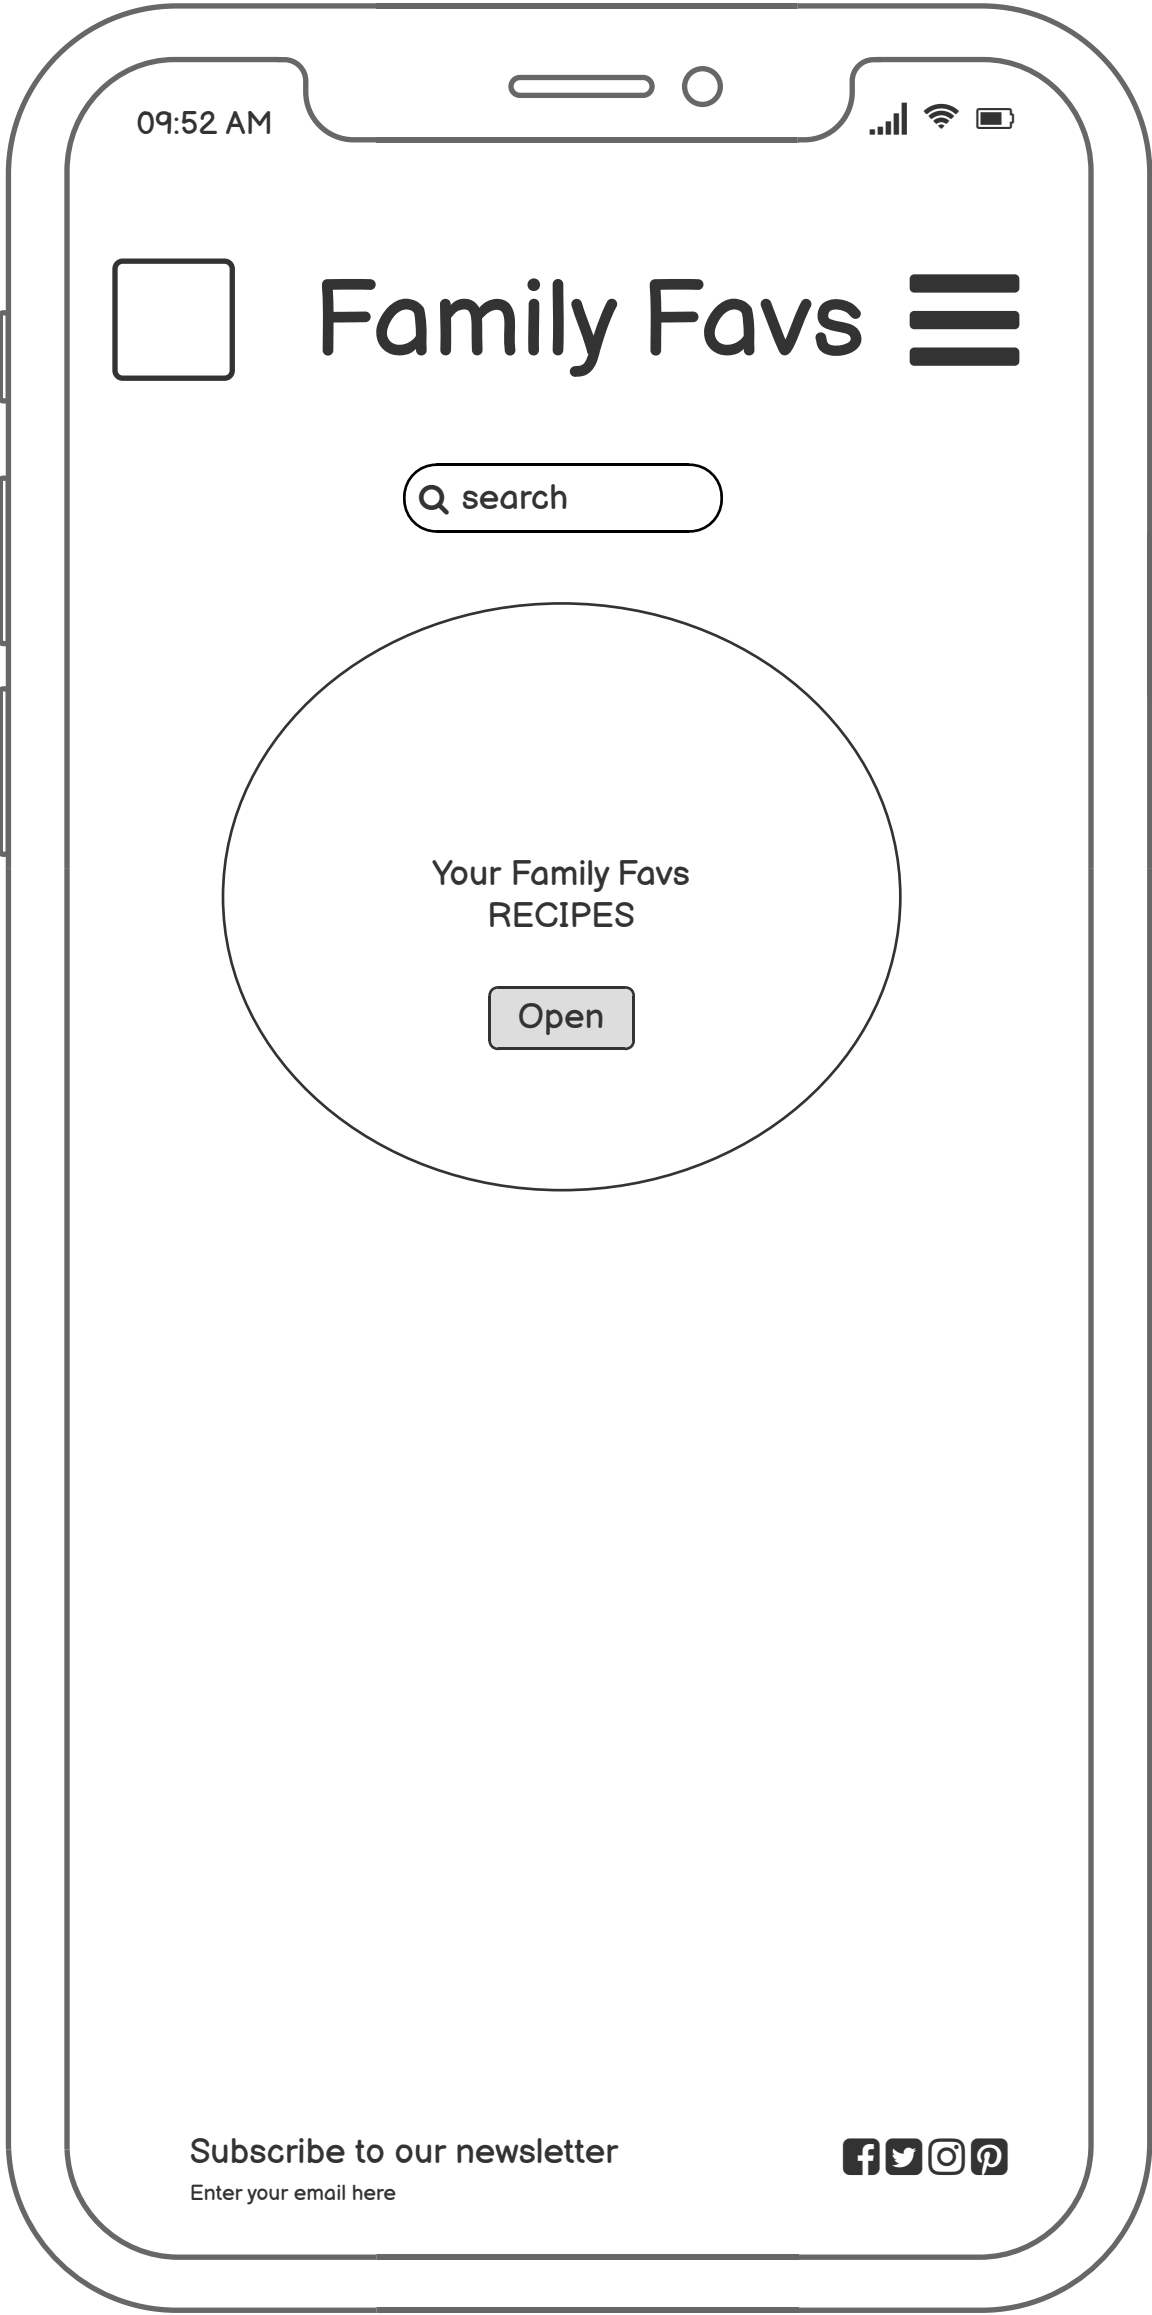 09:52 AM
Family Favs
search
Your Family Favs
RECIPES
Open
Subscribe to our newsletter
Enter your email here